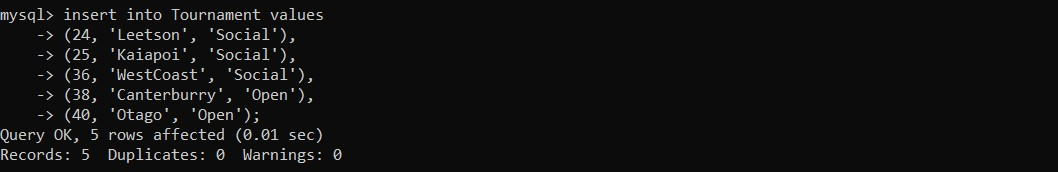 mysql> insert into Tournament values
    -> (24, 'Leetson', 'Social'),
    -> (25, 'Kaiapoi', 'Social'),
    -> (36, 'WestCoast', 'Social'),
    -> (38, 'Canterburry', 'Open'),
    -> (40, 'Otago', 'Open');
Query OK, 5 rows affected (0.01 sec)
Records: 5  Duplicates: 0  Warnings: 0